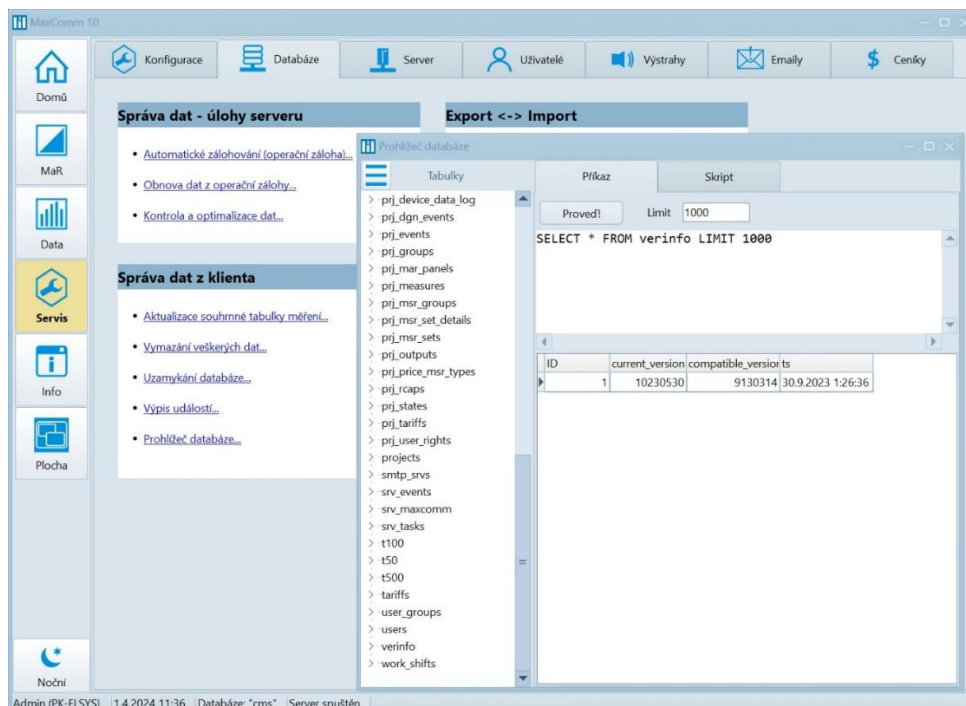 MaxComm 10
Domů
MaR
Data
Servis
Info
Plocha
Noční
Konfigurace
Databáze
Server
Uživatelé
Výstrahy
Emaily
Ceníky
Správa dat - úlohy serveru
Automatické zálohování (operační záloha)...
Obnova dat z operační zálohy...
Kontrola a optimalizace dat...
Správa dat z klienta
Aktualizace souhrnné tabulky měření...
Vymazání veškerých dat...
Uzamykání databáze...
Výpis událostí...
Prohlížeč databáze...
Export <-> Import
Prohlížeč databáze
Tabulky
prj_device_data_log
prj_dgn_events
prj_events
prj_groups
prj_mar_panels
prj_measures
prj_msr_groups
prj_msr_set_details
prj_msr_sets
prj_outputs
prj_price_msr_types
prj_rcaps
prj_states
prj_tariffs
prj_user_rights
projects
smtp_srvs
srv_events
srv_maxcomm
srv_tasks
t100
t50
t500
tariffs
user_groups
users
verinfo
work_shifts
Příkaz
Skript
Proveď! Limit 1000
SELECT * FROM verinfo LIMIT 1000
ID current_version compatible_version ts
1 10230530 9130314 30.9.2023 1:26:36
Admin (PK-ELSYS) 1.4.2024 11:36 Databáze: "cms" Server spuštěn